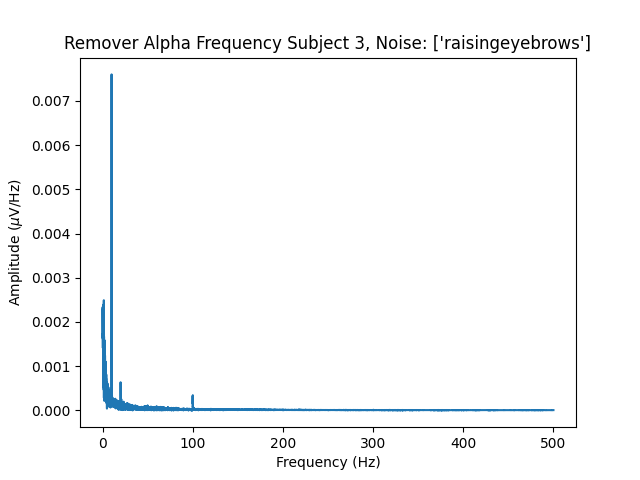 Remover Alpha Frequency Subject 3, Noise: ['raisingeyebrows']
0.007
0.006
0.005
0.004
0.003
0.002
0.001
0.000
Amplitude (μV/Hz)
0 100 200 300 400 500
Frequency (Hz)